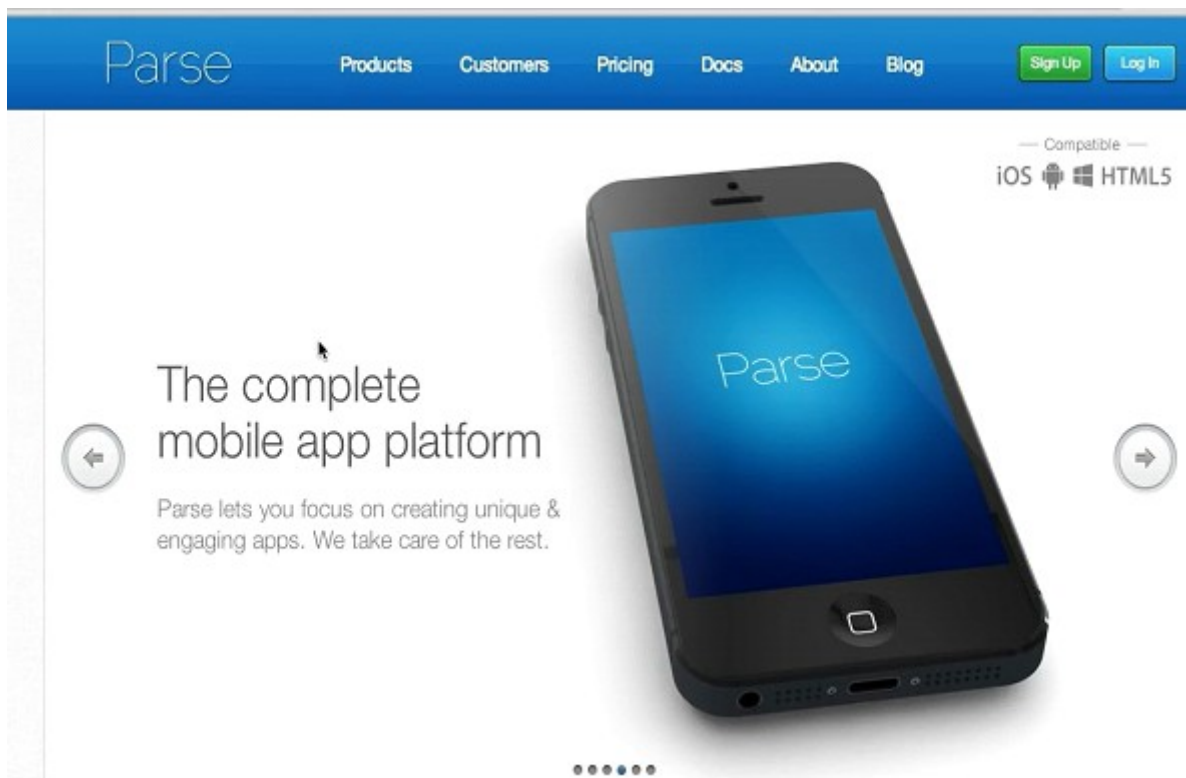 Parse
Products Customers Pricing Docs About Blog Sign Up Log In
Compatible
iOS HTML5
Parse
The complete
mobile app platform
Parse lets you focus on creating unique &
engaging apps. We take care of the rest.